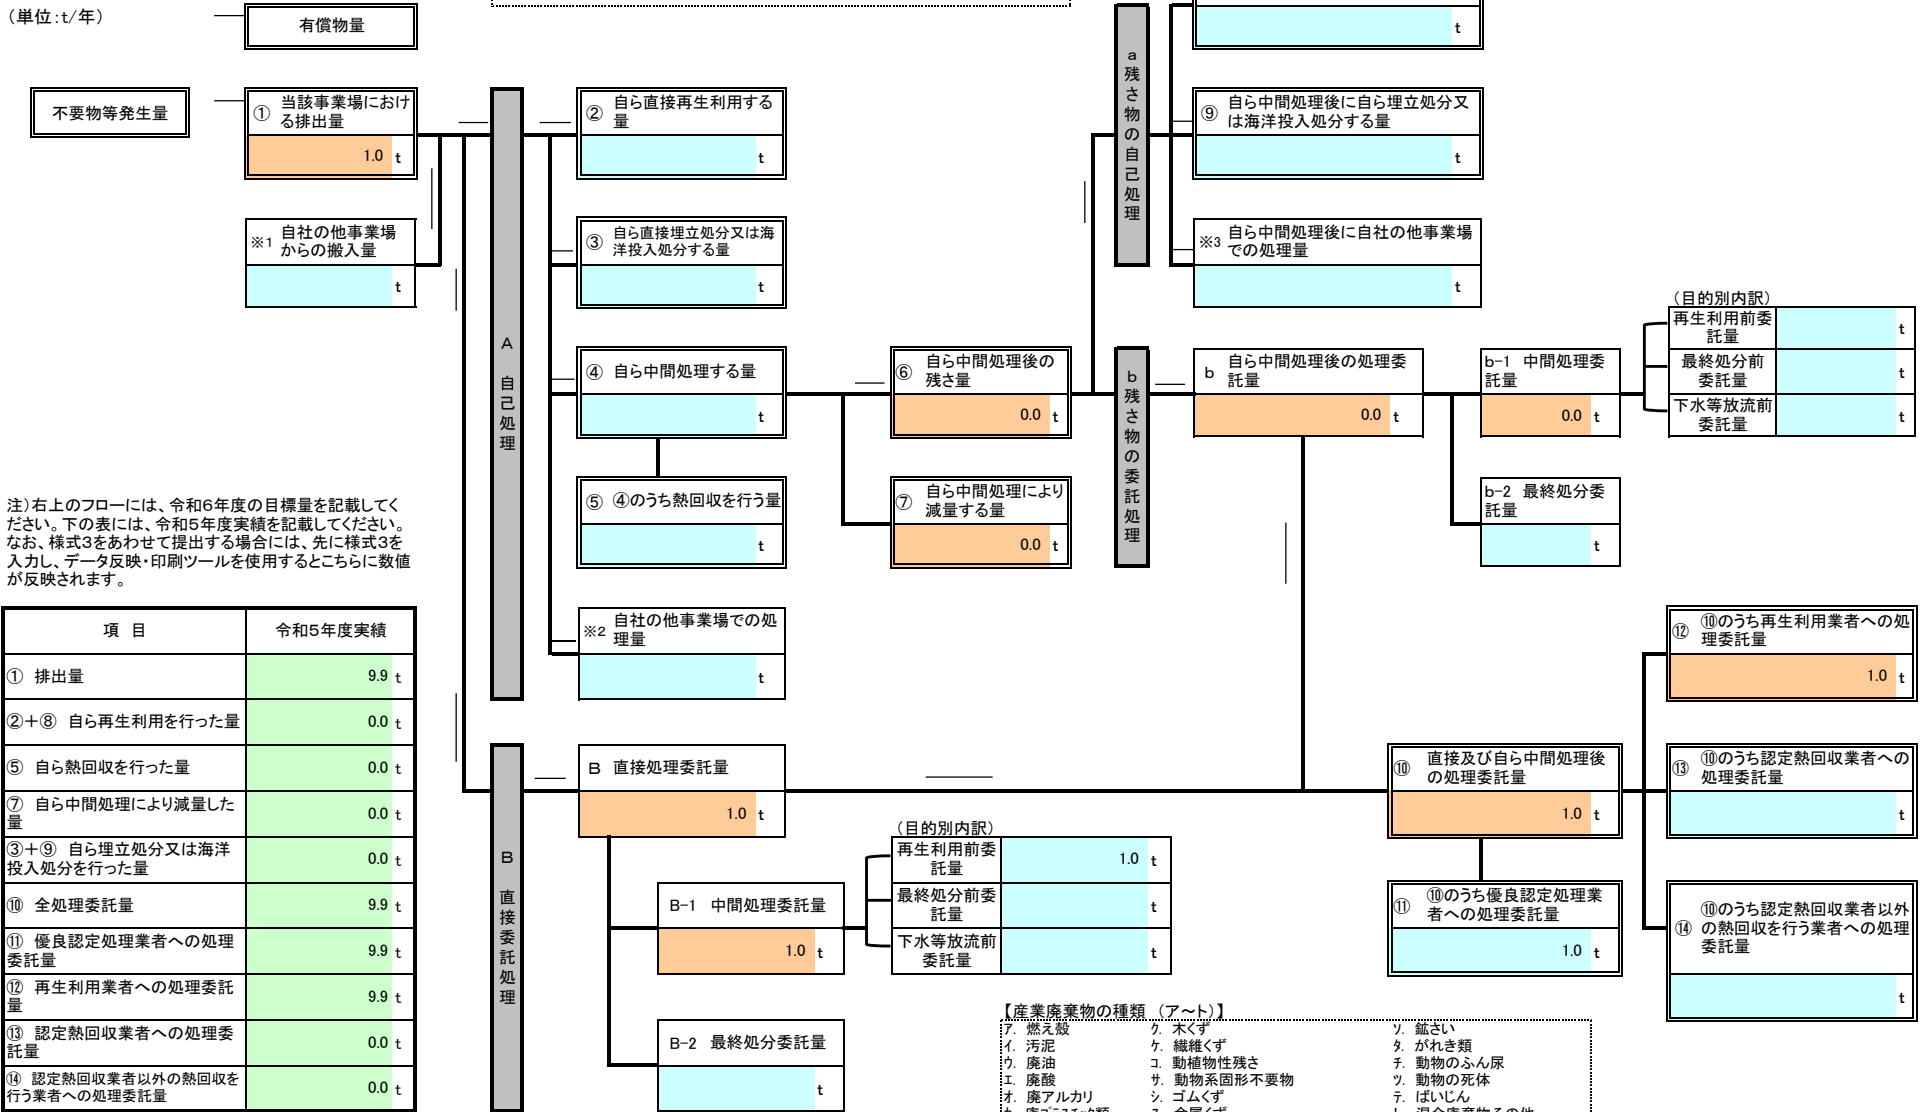 （単位：t/年）
有償物量
t
不要物等発生量
①
当該事業場におけ
る排出量
1.0 t
※1
自社の他事業場
からの搬入量
t
A 自己処理
②
自ら直接再生利用する
量
t
③
自ら直接埋立処分又は海
洋投入処分する量
t
④ 自ら中間処理する量
t
⑤ ④のうち熱回収を行う量
t
※2
自社の他事業場での処
理量
t
⑥
自ら中間処理後の
残さ量
0.0 t
⑦
自ら中間処理により
減量する量
0.0 t
a 残さ物の自己処理
⑨
自ら中間処理後に自ら埋立処分又
は海洋投入処分する量
t
※3
自ら中間処理後に自社の他事業場
での処理量
t
b 残さ物の委託処理
b
自ら中間処理後の処理委
託量
0.0 t
b-1 中間処理委
託量
0.0 t
（目的別内訳）
再生利用前委
託量
t
最終処分前
委託量
t
下水等放流前
委託量
t
b-2 最終処分委
託量
t
注）右上のフローには、令和６年度の目標量を記載してく
ださい。下の表には、令和５年度実績を記載してください。
なお、様式３をあわせて提出する場合には、先に様式３を
入力し、データ反映・印刷ツールを使用するとこちらに数値
が反映されます。
項 目 令和５年度実績
① 排出量 9.9 t
②＋⑧ 自ら再生利用を行った量 0.0 t
⑤ 自ら熱回収を行った量 0.0 t
⑦ 自ら中間処理により減量した
量 0.0 t
③＋⑨ 自ら埋立処分又は海洋
投入処分を行った量 0.0 t
⑩ 全処理委託量 9.9 t
⑪ 優良認定処理業者への処理
委託量 9.9 t
⑫ 再生利用業者への処理委託
量 9.9 t
⑬ 認定熱回収業者への処理委
託量 0.0 t
⑭ 認定熱回収業者以外の熱回収を
行う業者への処理委託量 0.0 t
B 直接委託処理
B 直接処理委託量
1.0 t
B-1 中間処理委託量
1.0 t
（目的別内訳）
再生利用前委
託量
1.0 t
最終処分前委
託量
t
下水等放流前
委託量
t
B-2 最終処分委託量
t
⑩
直接及び自ら中間処理後
の処理委託量
1.0 t
⑪
⑩のうち優良認定処理業
者への処理委託量
1.0 t
⑫
⑩のうち再生利用業者への処
理委託量
1.0 t
⑬
⑩のうち認定熱回収業者への
処理委託量
t
⑭
⑩のうち認定熱回収業者以外
の熱回収を行う業者への処理
委託量
t
【産業廃棄物の種類 （ア～ト）】
ア. 燃え殻 ク. 木くず ソ. 鉱さい
イ. 汚泥 ケ. 繊維くず タ. がれき類
ウ. 廃油 コ. 動植物性残さ チ. 動物のふん尿
エ. 廃酸 サ. 動物系固形不要物 ツ. 動物の死体
オ. 廃アルカリ シ. ゴムくず テ. ばいじん